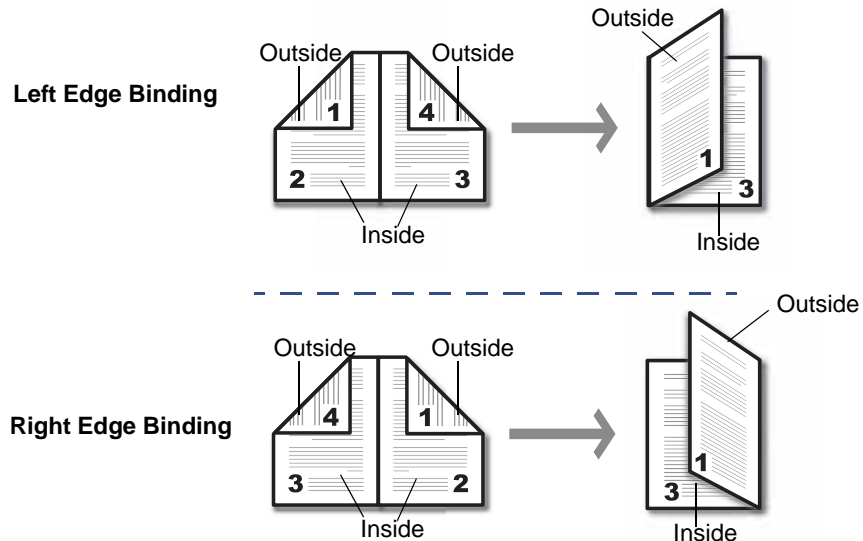 Outside
Outside Outside
Left Edge Binding
1 4
2 3
1
3
Inside
Inside
Outside
Outside Outside
4 1
Right Edge Binding
3 2
1
3
Inside
Inside